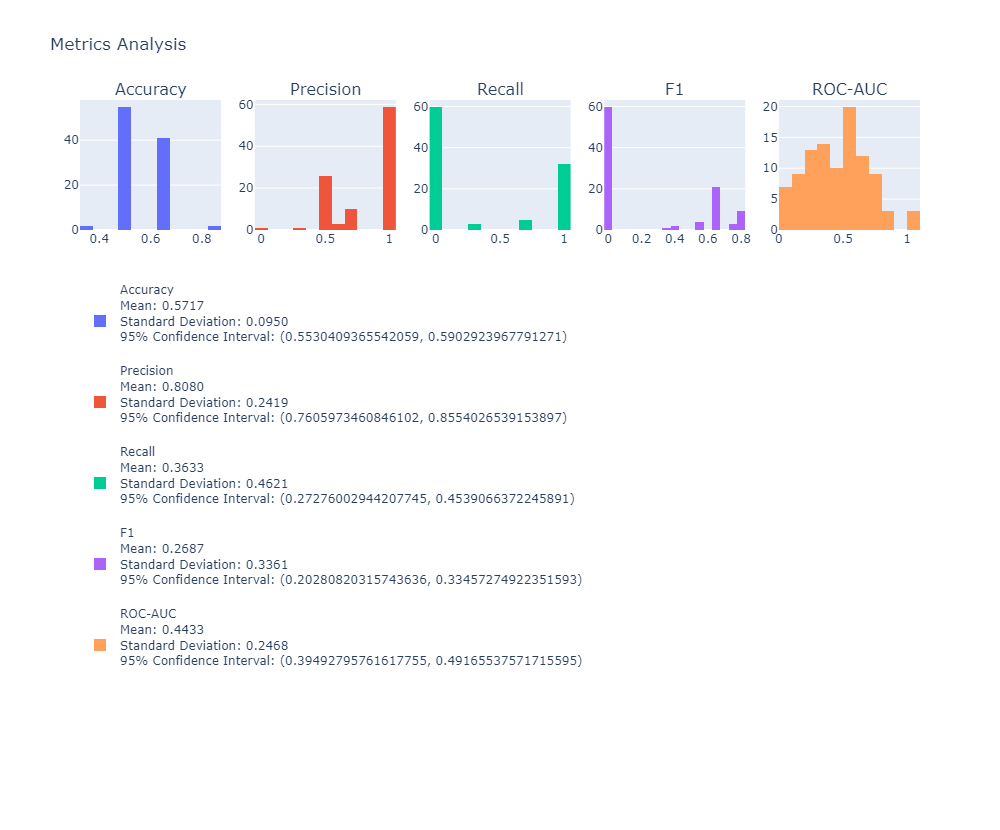 Metrics Analysis
Accuracy Precision Recall F1 ROC-AUC
40
20
0
0.4 0.6 0.8
60
40
20
0
0 0.5 1
60
40
20
0
0 0.5 1
60
40
20
0
0 0.2 0.4 0.6 0.8
20
15
10
5
0
0 0.5 1
Accuracy
Mean: 0.5717
Standard Deviation: 0.0950
95% Confidence Interval: (0.5530409365542059, 0.5902923967791271)
Precision
Mean: 0.8080
Standard Deviation: 0.2419
95% Confidence Interval: (0.7605973460846102, 0.8554026539153897)
Recall
Mean: 0.3633
Standard Deviation: 0.4621
95% Confidence Interval: (0.27276002944207745, 0.4539066372245891)
F1
Mean: 0.2687
Standard Deviation: 0.3361
95% Confidence Interval: (0.20280820315743636, 0.33457274922351593)
ROC-AUC
Mean: 0.4433
Standard Deviation: 0.2468
95% Confidence Interval: (0.39492795761617755, 0.49165537571715595)